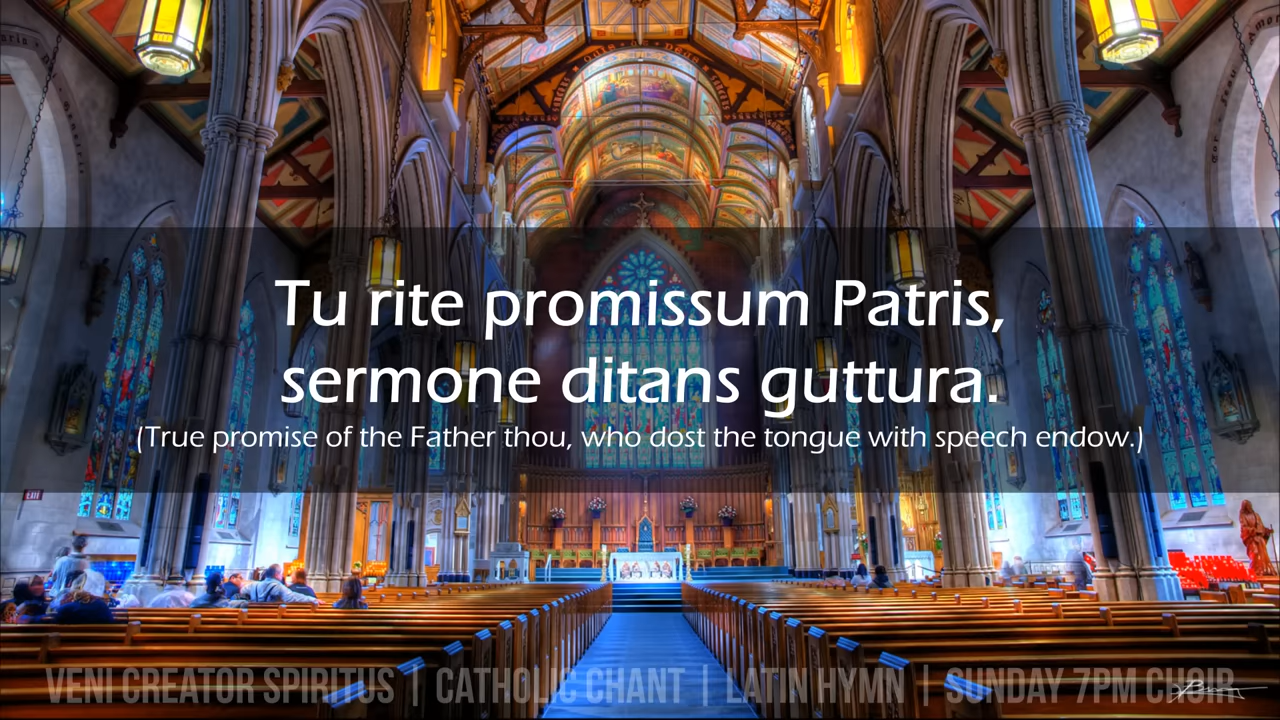 Tu rite promissum Patris,
sermone ditans guttura.
(True promise of the Father thou, who dost the tongue with speech endow.)
EXIT
VENI CREATOR SPIRITUS | CATHOLIC CHANT | LATIN HYMN | SUNDAY 7PM CHOIR